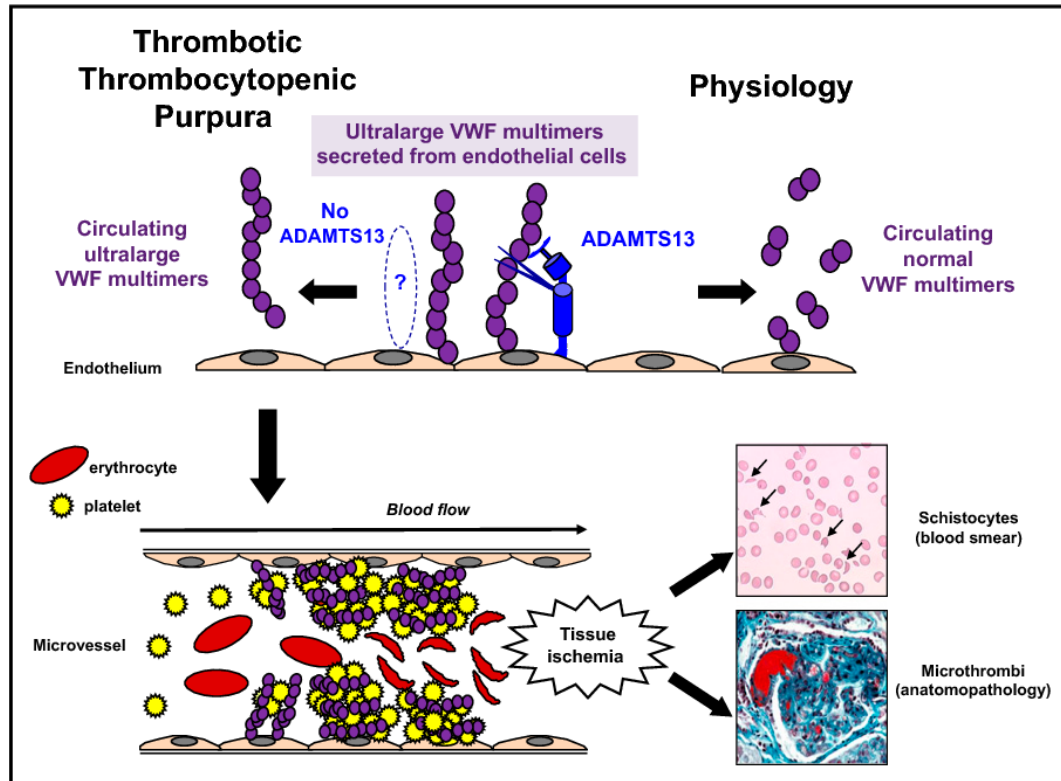 Thrombotic
Thrombocytopenic
Purpura
Physiology
Ultralarge VWF multimers
secreted from endothelial cells
Circulating
ultralarge
VWF multimers
No
ADAMTS13
?
ADAMTS13
Circulating
normal
VWF multimers
Endothelium
erythrocyte
platelet
Blood flow
Microvessel
Tissue
ischemia
Schistocytes
(blood smear)
Microthrombi
(anatomopathology)